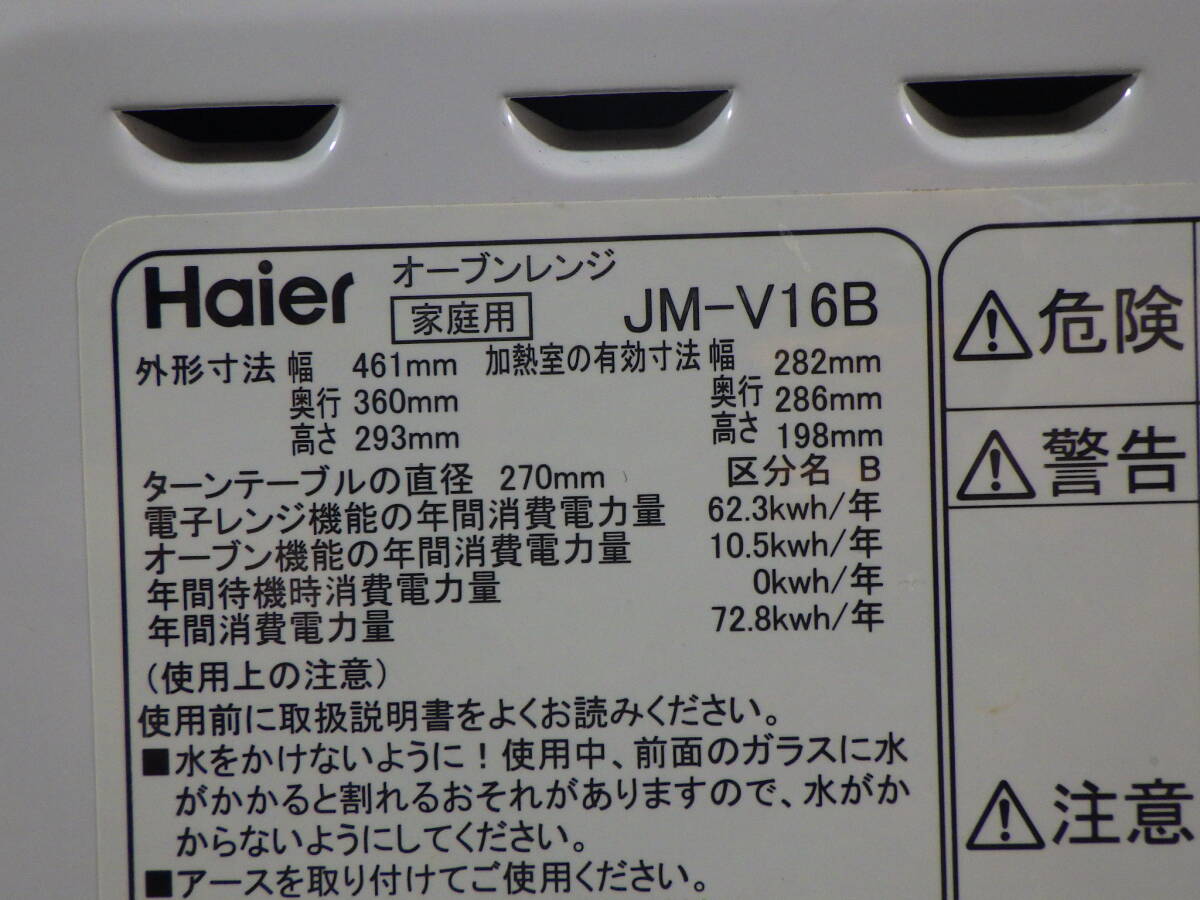 Haier オーブンレンジ
家庭用 JM-V16B
外形寸法 幅 461mm 加熱室の有効寸法 幅 282mm
奥行 360mm 奥行 286mm
高さ 293mm 高さ 198mm
ターンテーブルの直径 270mm 区分名 B
電子レンジ機能の年間消費電力量 62.3kwh/年
オーブン機能の年間消費電力量 10.5kwh/年
年間待機時消費電力量 0kwh/年
年間消費電力量 72.8kwh/年
(使用上の注意)
使用前に取扱説明書をよくお読みください。
■水をかけないように!使用中、前面のガラスに水
がかかると割れるおそれがありますので、水がか
からないようにしてください。
■アースを取り付けてご使用ください。
危険
警告
注意